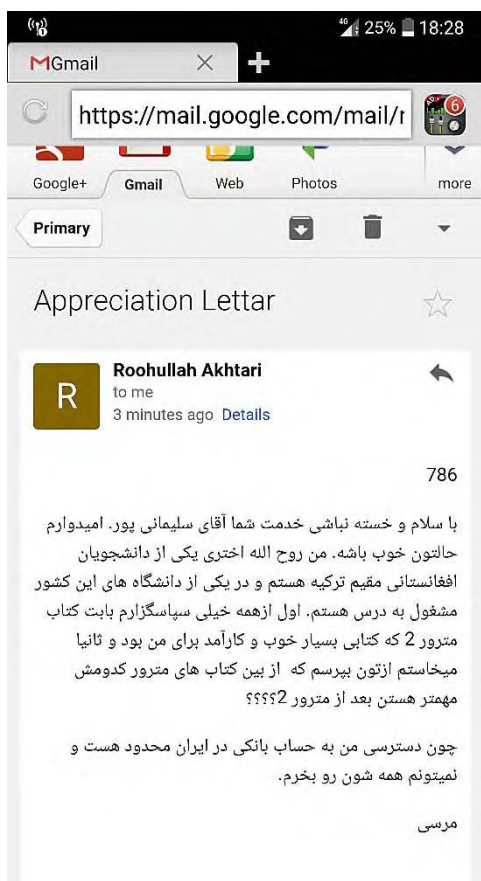 4G 25% 18:28
MGmail
https://mail.google.com/mail/r
6
Google+ Gmail Web Photos more
Primary
Appreciation Lettar
R
Roohullah Akhtari
to me
3 minutes ago Details
786
با سلام و خسته نباشی خدمت شما آقای سلیمانی پور. امیدوارم
حالتون خوب باشه. من روح الله اختری یکی از دانشجویان
افغانستانی مقیم ترکیه هستم و در یکی از دانشگاه های این کشور
مشغول به درس هستم. اول ازهمه خیلی سپاسگزارم بابت کتاب
مترور 2 که کتابی بسیار خوب و کارآمد برای من بود و ثانیا
میخاستم ازتون بپرسم که از بین کتاب های مترور کدومش
مهمتر هستن بعد از مترور 2؟؟؟؟
چون دسترسی من به حساب بانکی در ایران محدود هست و
نمیتونم همه شون رو بخرم.
مرسی